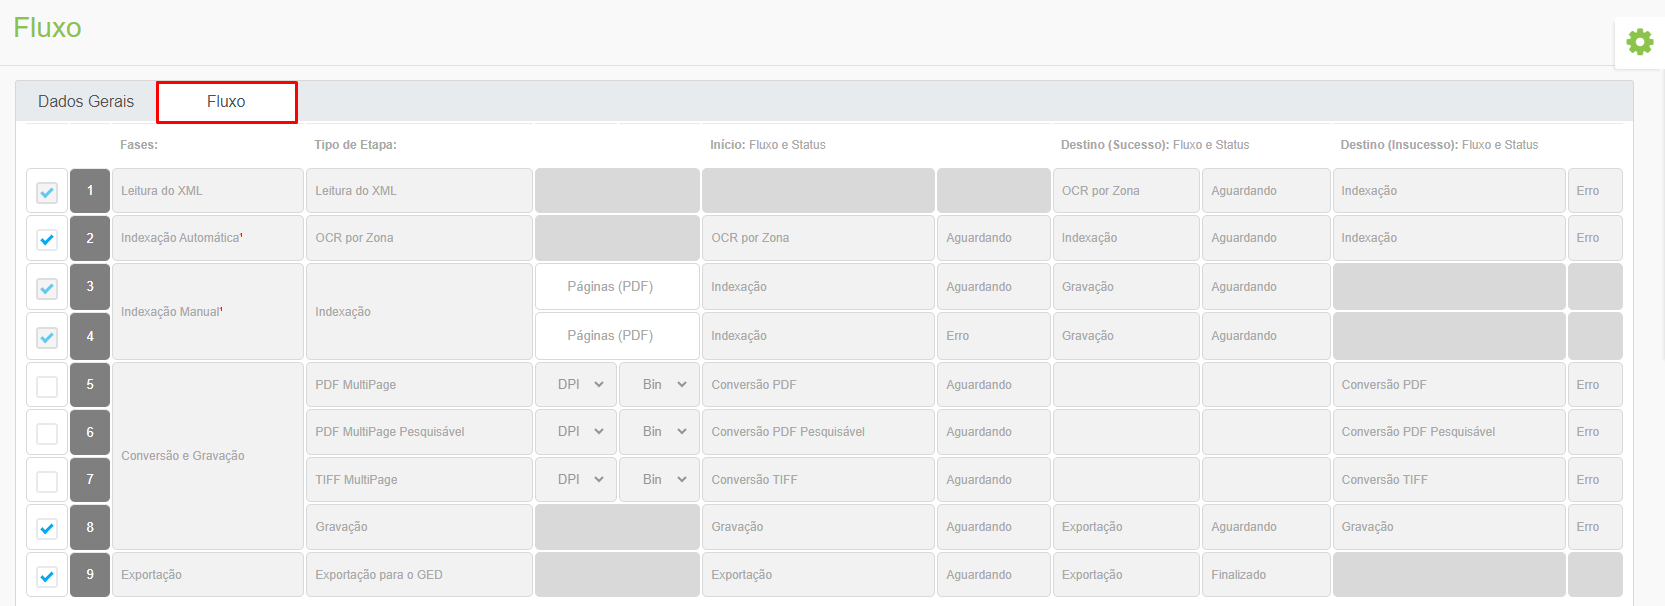 Fluxo
Dados Gerais Fluxo
Fases: Tipo de Etapa: Início: Fluxo e Status Destino (Sucesso): Fluxo e Status Destino (Insucesso): Fluxo e Status
1 Leitura do XML Leitura do XML OCR por Zona Aguardando Indexação Erro
2 Indexação Automática¹ OCR por Zona OCR por Zona Aguardando Indexação Aguardando Indexação Erro
3 Páginas (PDF) Indexação Aguardando Gravação Aguardando
Indexação Manual¹ Indexação
4 Páginas (PDF) Indexação Erro Gravação Aguardando
5 PDF MultiPage DPI Bin Conversão PDF Aguardando Conversão PDF Erro
6 PDF MultiPage Pesquisável DPI Bin Conversão PDF Pesquisável Aguardando Conversão PDF Pesquisável Erro
Conversão e Gravação
7 TIFF MultiPage DPI Bin Conversão TIFF Aguardando Conversão TIFF Erro
8 Gravação Gravação Aguardando Exportação Aguardando Gravação Erro
9 Exportação Exportação para o GED Exportação Aguardando Exportação Finalizado